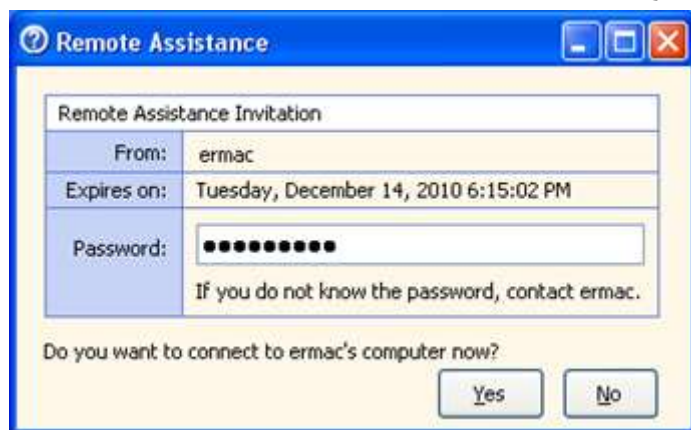 Remote Assistance
Remote Assistance Invitation
From: ermac
Expires on: Tuesday, December 14, 2010 6:15:02 PM
Password: ●●●●●●●●●
If you do not know the password, contact ermac.
Do you want to connect to ermac's computer now?
Yes No